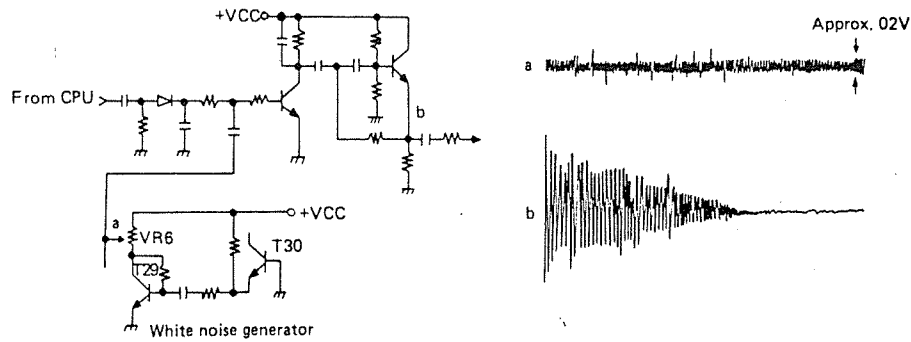 +VCC
Approx. 02V
a
From CPU
b
+VCC
a
VR6
T30
T29
b
White noise generator